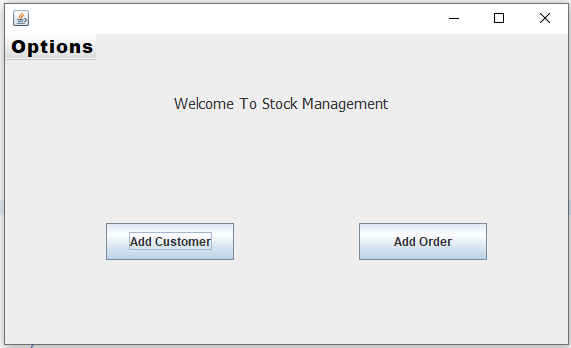 Options
Welcome To Stock Management
Add Customer
Add Order